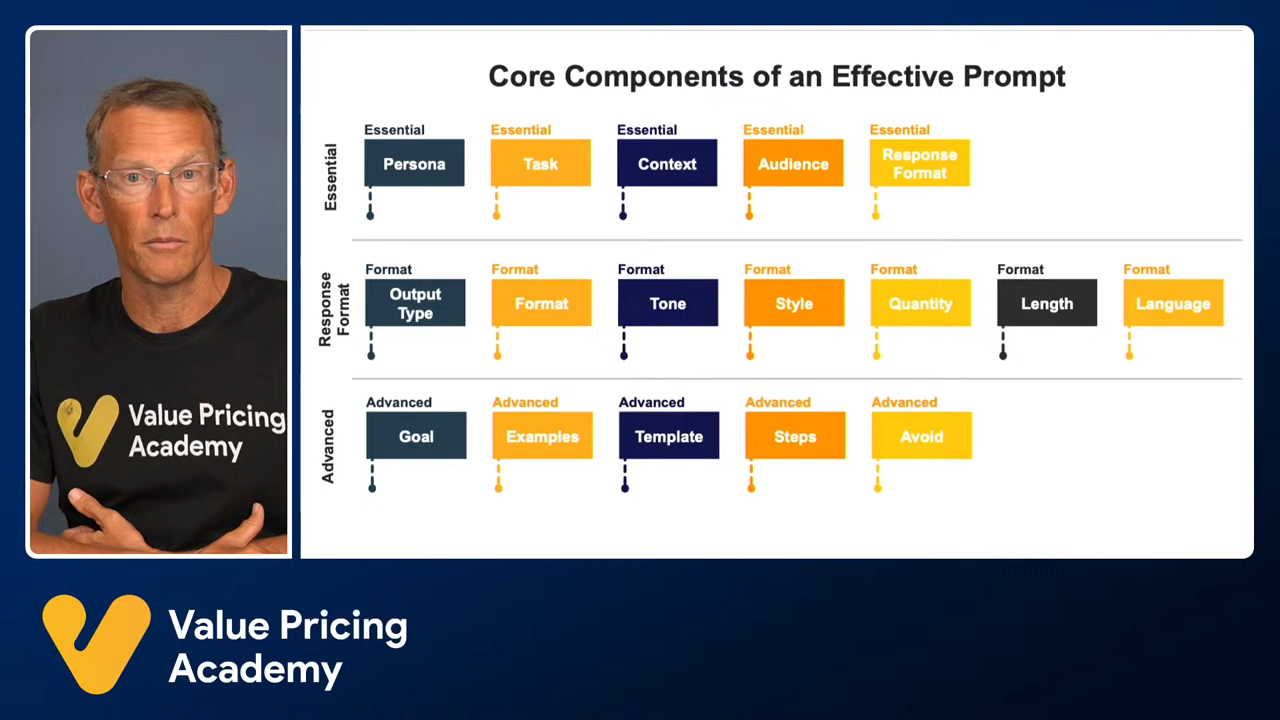 Core Components of an Effective Prompt
Essential
Essential
Essential
Essential
Essential
Essential
Persona
Task
Context
Audience
Response
Format
Response
Format
Format
Format
Format
Format
Format
Format
Format
Output
Type
Format
Tone
Style
Quantity
Length
Language
Advanced
Advanced
Advanced
Advanced
Advanced
Advanced
Goal
Examples
Template
Steps
Avoid
Value Pricing
Academy
Value Pricing
Academy